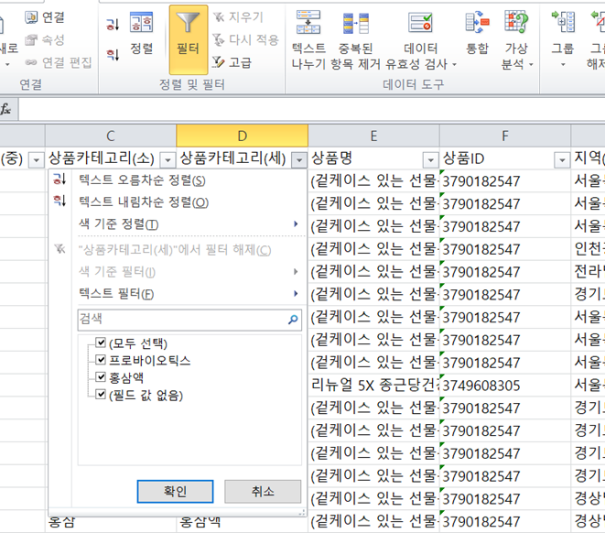 연결 지우기
새로 속성 정렬 필터 다시 적용 텍스트 중복된 데이터 통합 가상 그룹
연결 편집 고급 나누기 항목 제거 유효성 검사 분석 해제
연결 정렬 및 필터 데이터 도구
fx
C D E F
(중) 상품카테고리(소) 상품카테고리(세) 상품명 상품ID 지역(
텍스트 오름차순 정렬(S) (겉케이스 있는 선물 3790182547 서울
텍스트 내림차순 정렬(O) (겉케이스 있는 선물 3790182547 서울
색 기준 정렬(T) (겉케이스 있는 선물 3790182547 서울
"상품카테고리(세)"에서 필터 해제(C) (겉케이스 있는 선물 3790182547 인천
색 기준 필터(I) (겉케이스 있는 선물 3790182547 전라
텍스트 필터(F) (겉케이스 있는 선물 3790182547 경기
검색 (겉케이스 있는 선물 3790182547 서울
(모두 선택) (겉케이스 있는 선물 3790182547 서울
프로바이오틱스 (겉케이스 있는 선물 3790182547 서울
홍삼액 리뉴얼 5X 종근당건 3749608305 서울
(필드 값 없음) (겉케이스 있는 선물 3790182547 경기
(겉케이스 있는 선물 3790182547 경기
(겉케이스 있는 선물 3790182547 경기
(겉케이스 있는 선물 3790182547 경기
확인 취소 (겉케이스 있는 선물 3790182547 경상
홍삼 홍삼액 (겉케이스 있는 선물 3790182547 경상